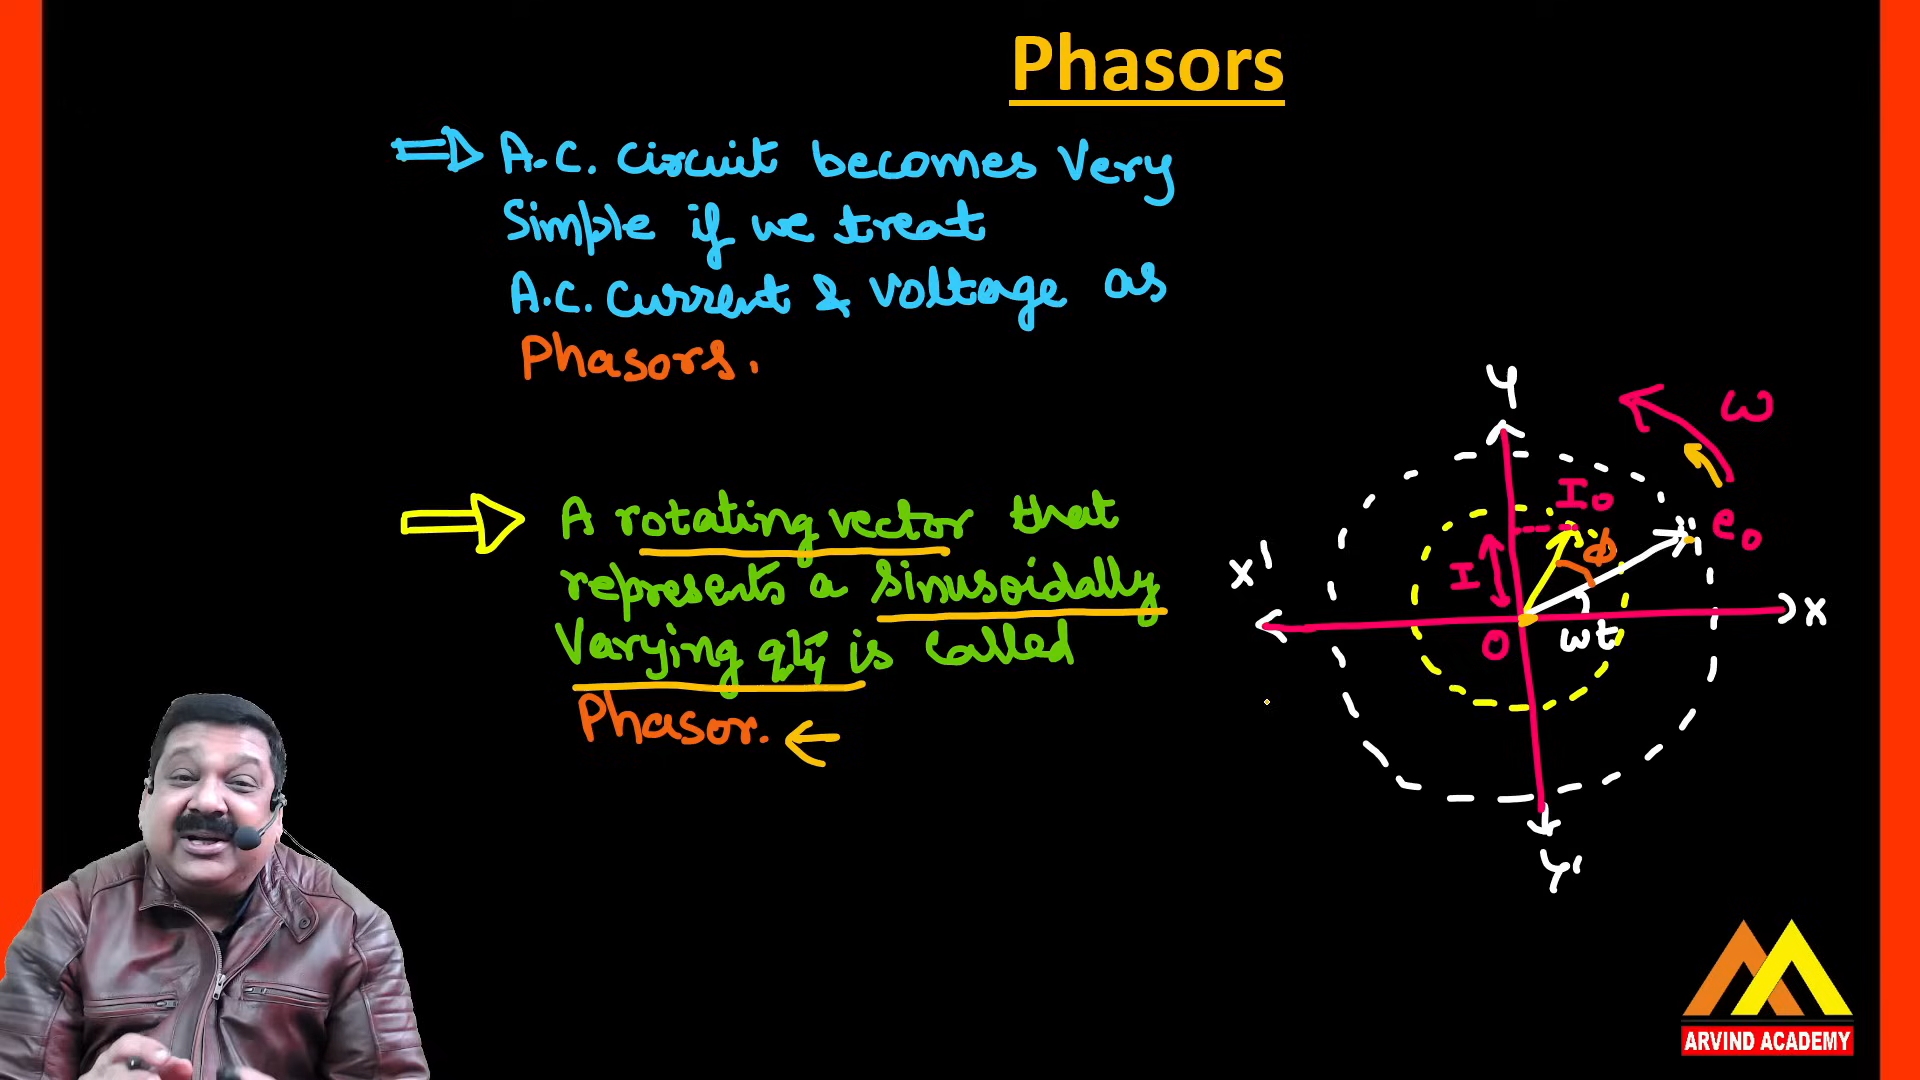 Phasors
A.C. Circuit becomes Very
Simple if we treat
A.C. Current & Voltage as
Phasors.
A rotating vector that
represents a sinusoidally
Varying qty is called
Phasor.
Y
ω
I₀
e₀
ϕ
X'
I
X
O
ωt
Y'
ARVIND ACADEMY